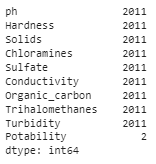 ph 2011
Hardness 2011
Solids 2011
Chloramines 2011
Sulfate 2011
Conductivity 2011
Organic_carbon 2011
Trihalomethanes 2011
Turbidity 2011
Potability 2
dtype: int64